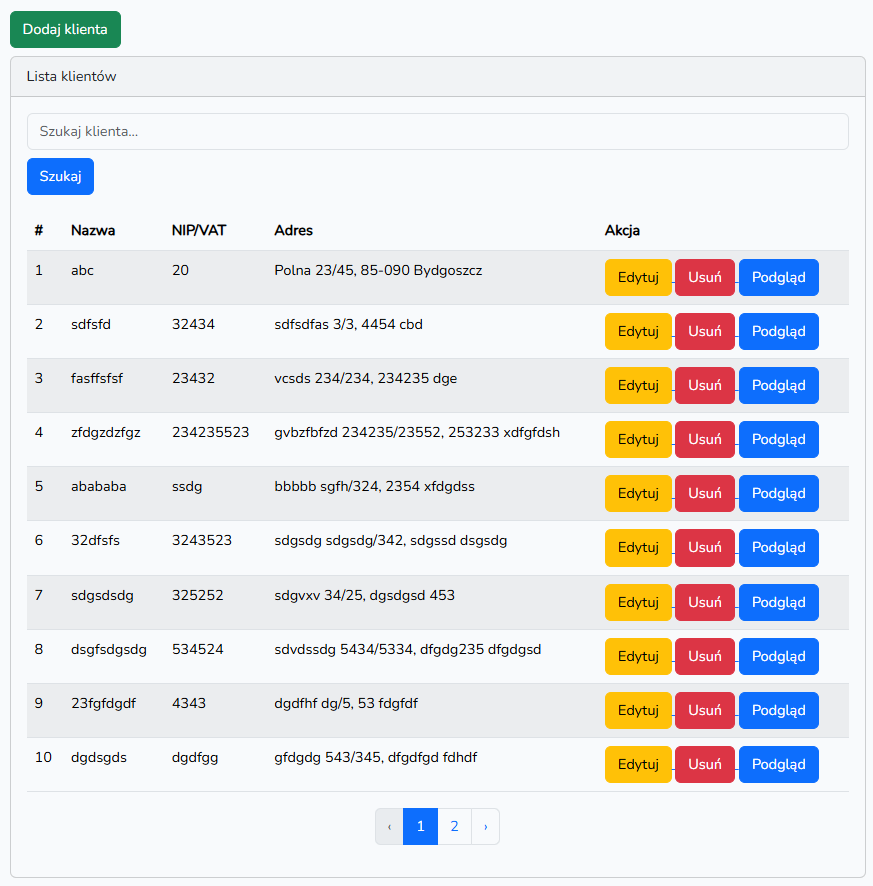 Dodaj klienta
Lista klientów
Szukaj klienta...
Szukaj
# Nazwa NIP/VAT Adres Akcja
1 abc 20 Polna 23/45, 85-090 Bydgoszcz Edytuj Usuń Podgląd
2 sdfsfd 32434 sdfsdfas 3/3, 4454 cbd Edytuj Usuń Podgląd
3 fasffsfsf 23432 vcsds 234/234, 234235 dge Edytuj Usuń Podgląd
4 zfdgzdzfgz 234235523 gvbzfbfzd 234235/23552, 253233 xdfgfdsh Edytuj Usuń Podgląd
5 abababa ssdg bbbbb sgfh/324, 2354 xfdgdss Edytuj Usuń Podgląd
6 32dfsfs 3243523 sdgsdg sdgsdg/342, sdgssd dsgsdg Edytuj Usuń Podgląd
7 sdgsdsdg 325252 sdgvxv 34/25, dgsdgsd 453 Edytuj Usuń Podgląd
8 dsgfsdgsdg 534524 sdvdssdg 5434/5334, dfgdg235 dfgdgsd Edytuj Usuń Podgląd
9 23fgfdgdf 4343 dgdfhf dg/5, 53 fdgfdf Edytuj Usuń Podgląd
10 dgdsgds dgdfgg gfdgdg 543/345, dfgdfgd fdhdf Edytuj Usuń Podgląd
‹ 1 2 ›